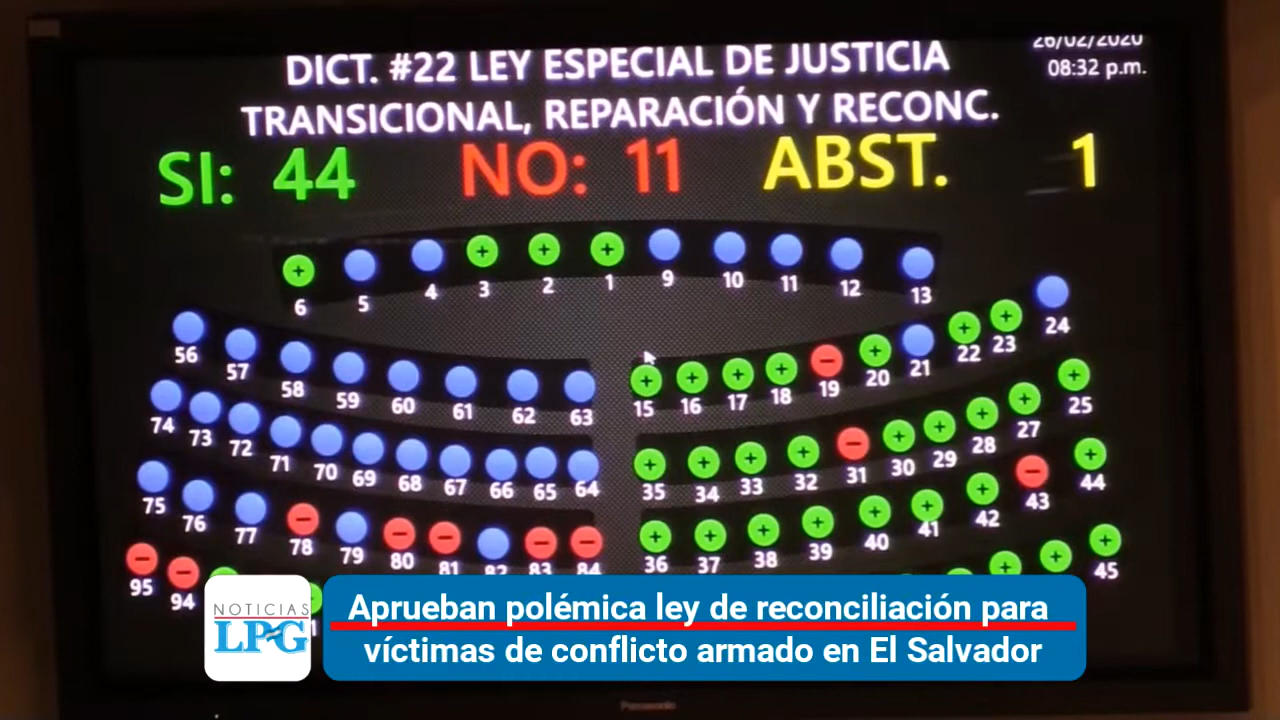 26/02/2020
08:32 p.m.
DICT. #22 LEY ESPECIAL DE JUSTICIA
TRANSICIONAL, REPARACIÓN Y RECONC.
SI: 44 NO: 11 ABST. 1
6 5 4 3 2 1 9 10 11 12 13
56 57 58 59 60 61 62 63 15 16 17 18 19 20 21 22 23 24
74 73 72 71 70 69 68 67 66 65 64 35 34 33 32 31 30 29 28 27 25
75 76 77 78 79 80 81 82 83 84 36 37 38 39 40 41 42 43 44
95 94 45
NOTICIAS
LPG
Aprueban polémica ley de reconciliación para
víctimas de conflicto armado en El Salvador
Panasonic